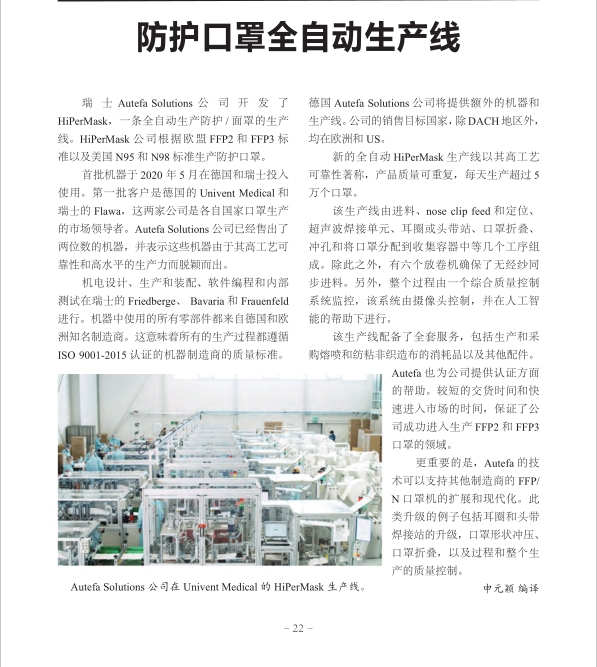 防护口罩全自动生产线
瑞士 Autefa Solutions 公司开发了
HiPerMask，一条全自动生产防护 / 面罩的生产
线。HiPerMask 公司根据欧盟 FFP2 和 FFP3 标
准以及美国 N95 和 N98 标准生产防护口罩。
首批机器于 2020 年 5 月在德国和瑞士投入
使用。第一批客户是德国的 Univent Medical 和
瑞士的 Flawa，这两家公司是各自国家口罩生产
的市场领导者。Autefa Solutions 公司已经售出了
两位数的机器，并表示这些机器由于其高工艺可
靠性和高水平的生产力而脱颖而出。
机电设计、生产和装配、软件编程和内部
测试在瑞士的 Friedberge、 Bavaria 和 Frauenfeld
进行。机器中使用的所有零部件都来自德国和欧
洲知名制造商。这意味着所有的生产过程都遵循
ISO 9001-2015 认证的机器制造商的质量标准。
德国 Autefa Solutions 公司将提供额外的机器和
生产线。公司的销售目标国家，除 DACH 地区外，
均在欧洲和 US。
新的全自动 HiPerMask 生产线以其高工艺
可靠性著称，产品质量可重复，每天生产超过 5
万个口罩。
该生产线由进料、nose clip feed 和定位、
超声波焊接单元、耳圈或头带站、口罩折叠、
冲孔和将口罩分配到收集容器中等几个工序组
成。除此之外，有六个放卷机确保了无经纱同
步进料。另外，整个过程由一个综合质量控制
系统监控，该系统由摄像头控制，并在人工智
能的帮助下进行。
该生产线配备了全套服务，包括生产和采
购熔喷和纺粘非织造布的消耗品以及其他配件。
Autefa 也为公司提供认证方面
的帮助。较短的交货时间和快
速进入市场的时间，保证了公
司成功进入生产 FFP2 和 FFP3
口罩的领域。
更重要的是，Autefa 的技
术可以支持其他制造商的 FFP/
N 口罩机的扩展和现代化。此
类升级的例子包括耳圈和头带
焊接站的升级，口罩形状冲压、
口罩折叠，以及过程和整个生
产的质量控制。
申元颖 编译
Autefa Solutions 公司在 Univent Medical 的 HiPerMask 生产线。
– 22 –